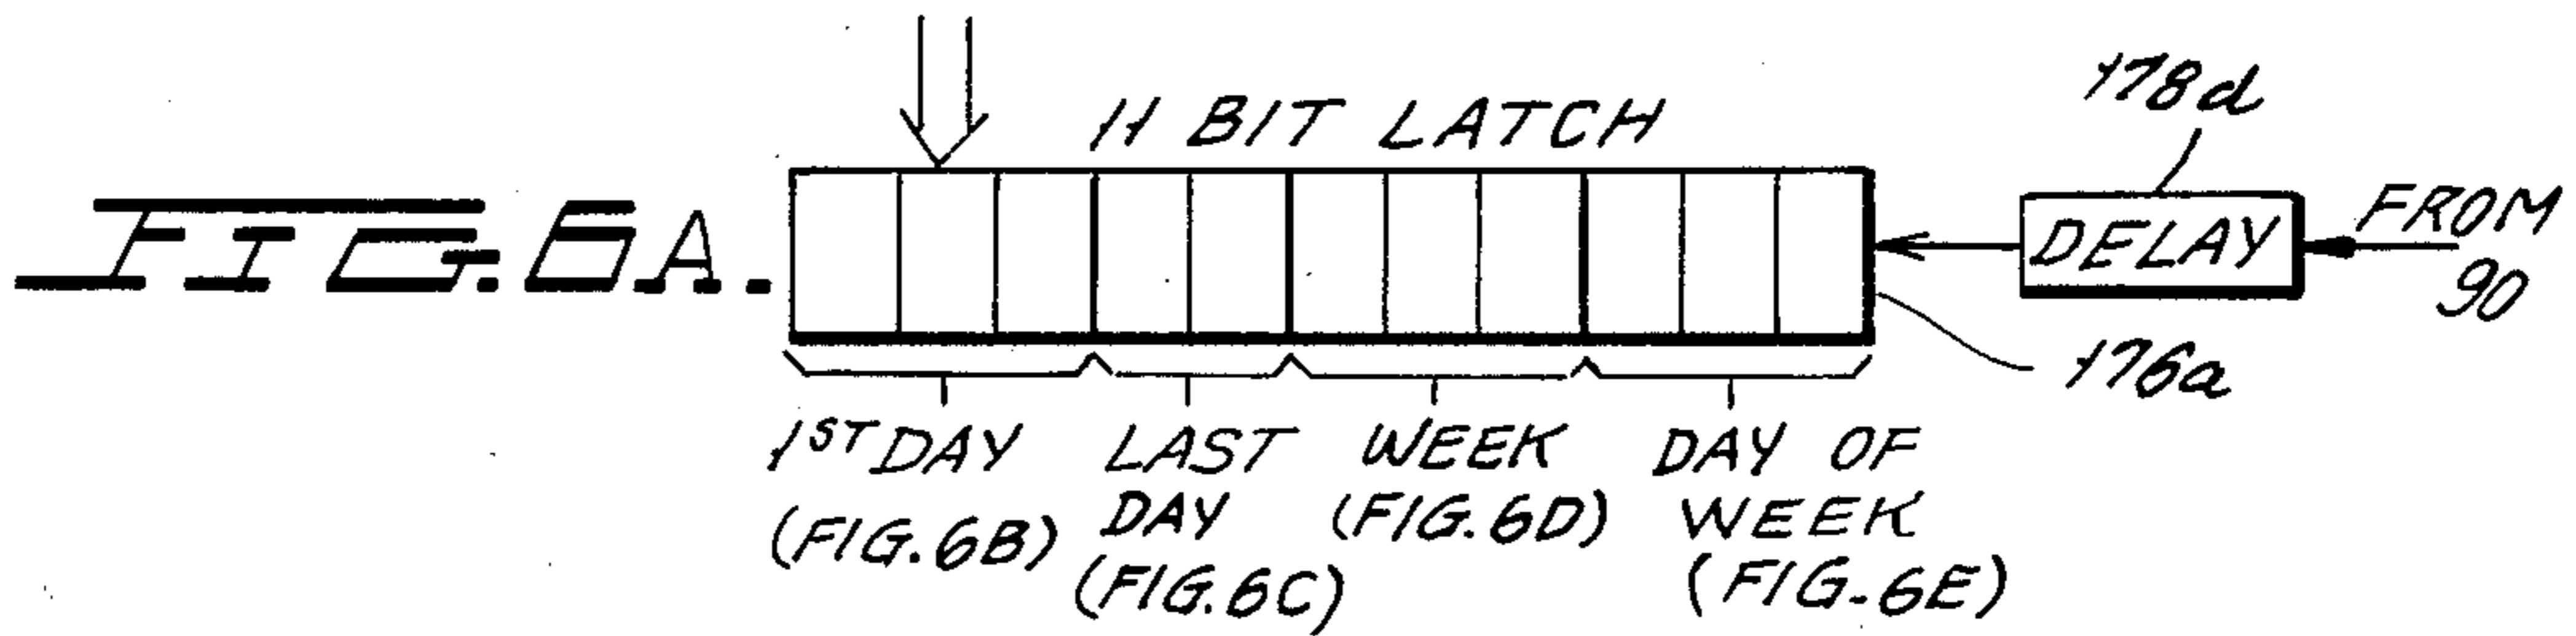 FIG. 6A.
11 BIT LATCH
178d
DELAY
FROM
90
176a
1ST DAY
(FIG. 6B)
LAST
DAY
(FIG. 6C)
WEEK
(FIG. 6D)
DAY OF
WEEK
(FIG. 6E)